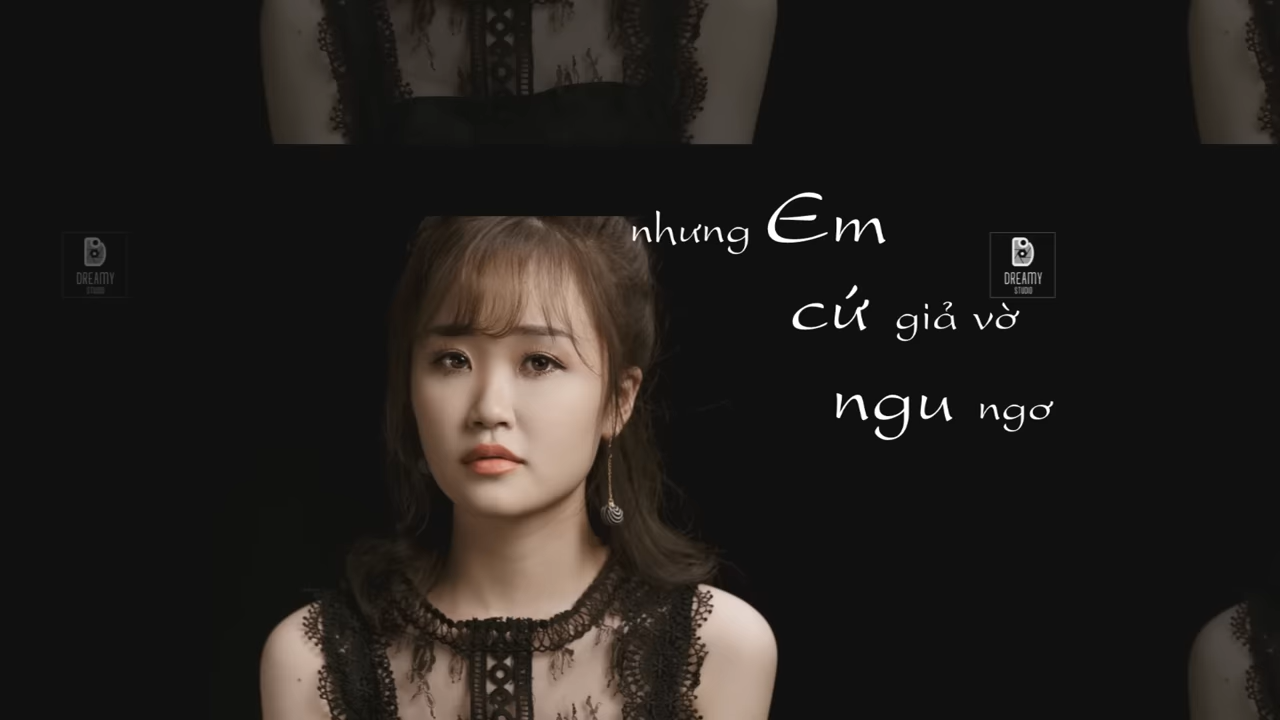 nhưng Em
cứ giả vờ
ngu ngơ
DREAMY
STUDIO
DREAMY
STUDIO